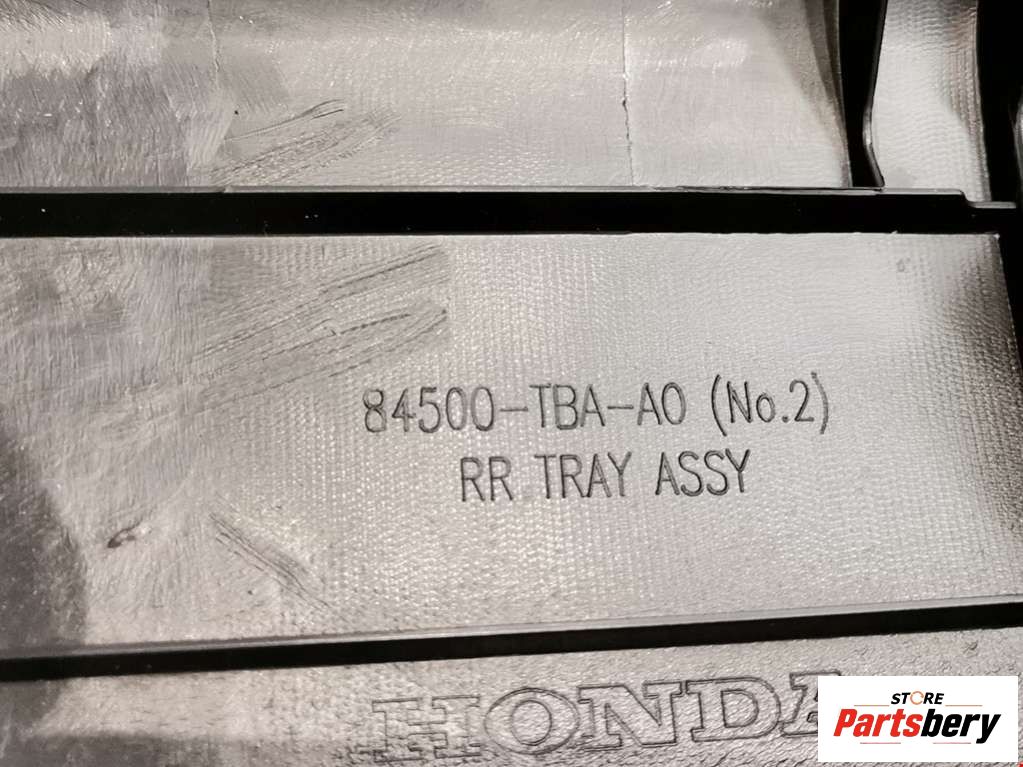 84500-TBA-A0 (No.2)
RR TRAY ASSY
HONDA
STORE
Partsbery